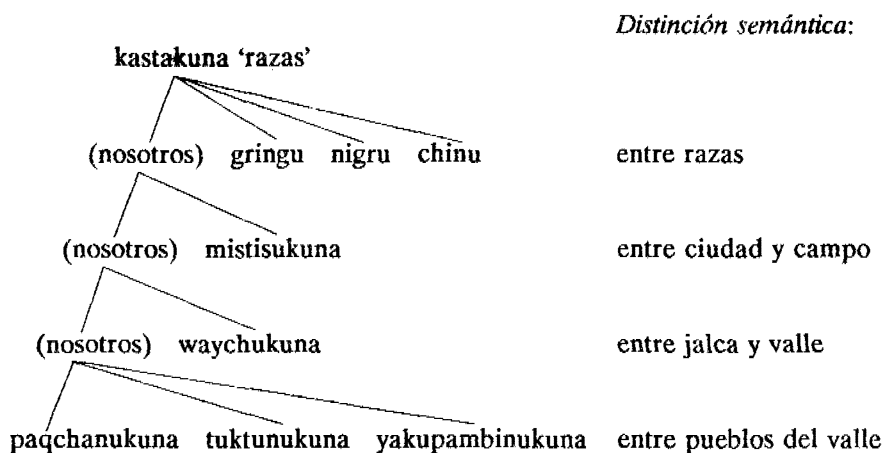 Distinción semántica:
kastakuna ‘razas’
(nosotros) gringu nigru chinu entre razas
(nosotros) mistisukuna entre ciudad y campo
(nosotros) waychukuna entre jalca y valle
paqchanukuna tuktunukuna yakupambinukuna entre pueblos del valle